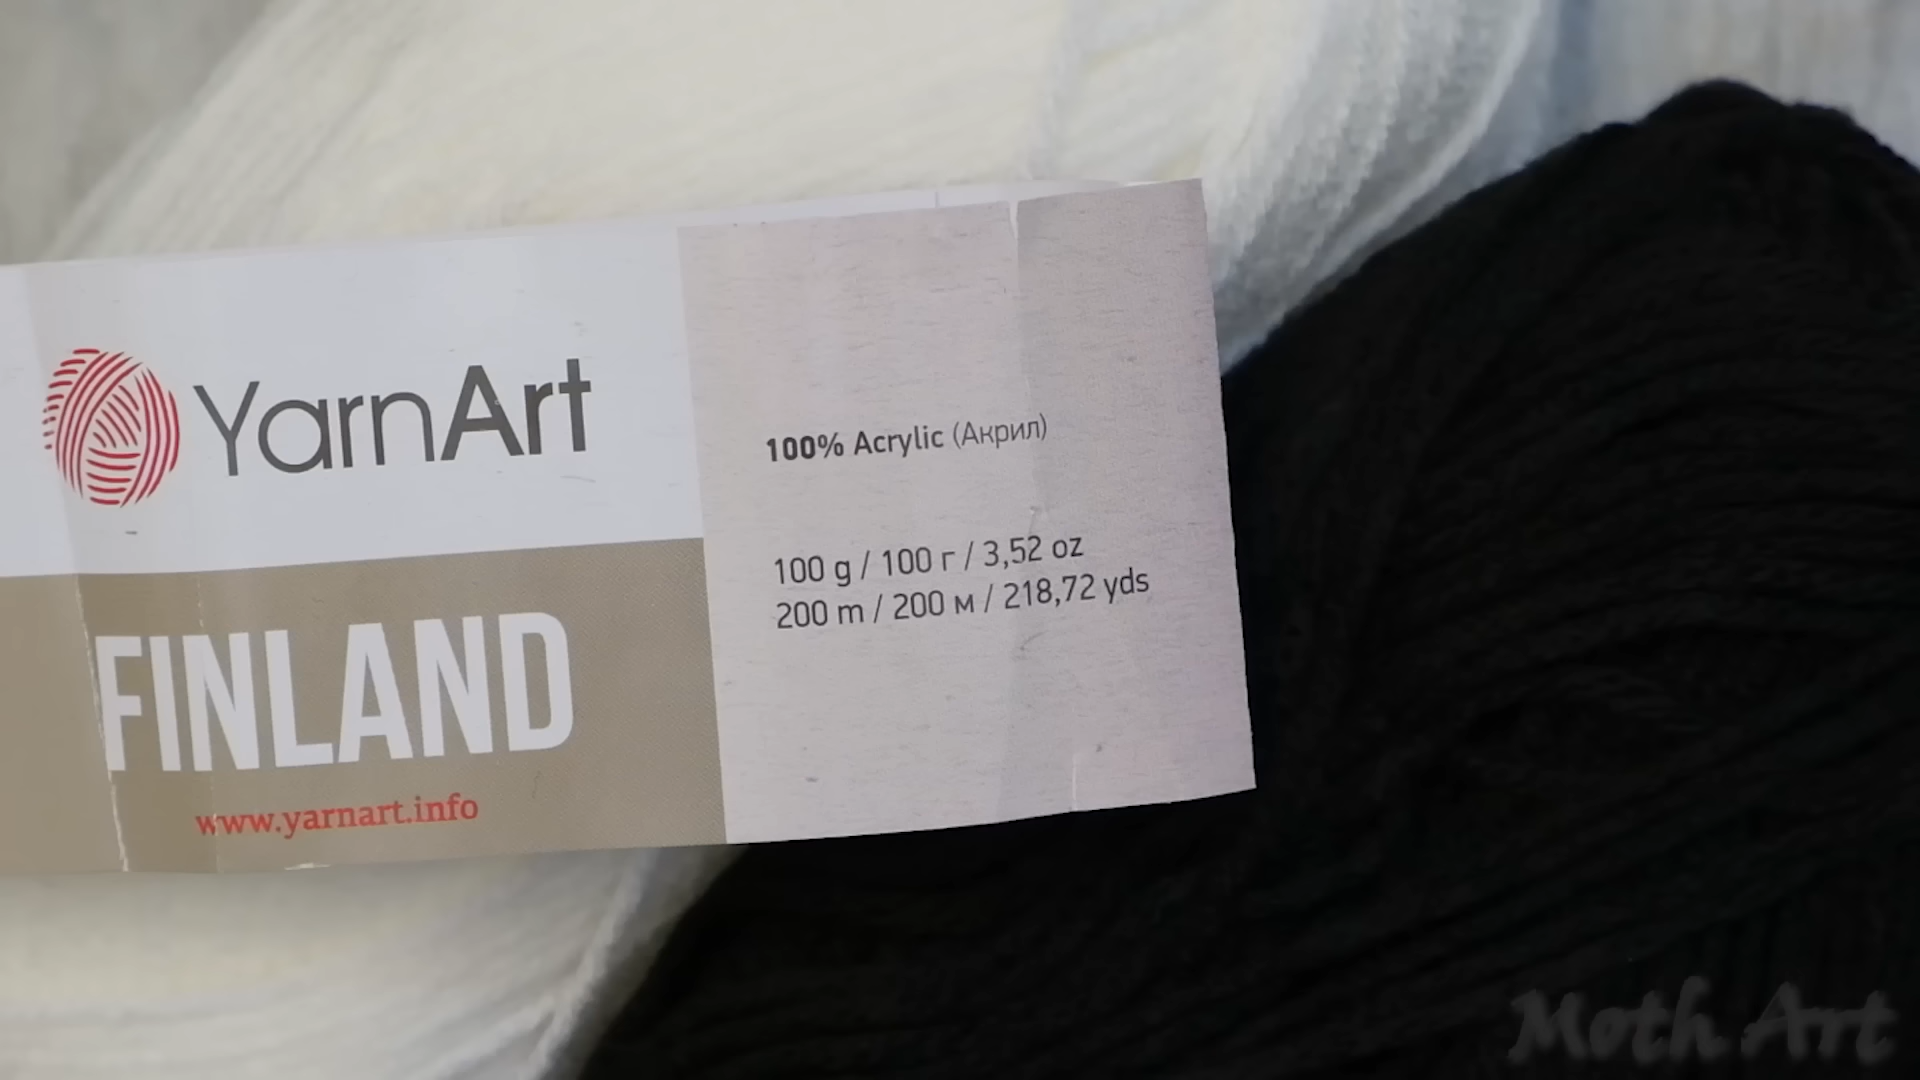 YarnArt
FINLAND
www.yarnart.info
100% Acrylic (Акрил)
100 g / 100 г / 3,52 oz
200 m / 200 м / 218,72 yds
Moth Art